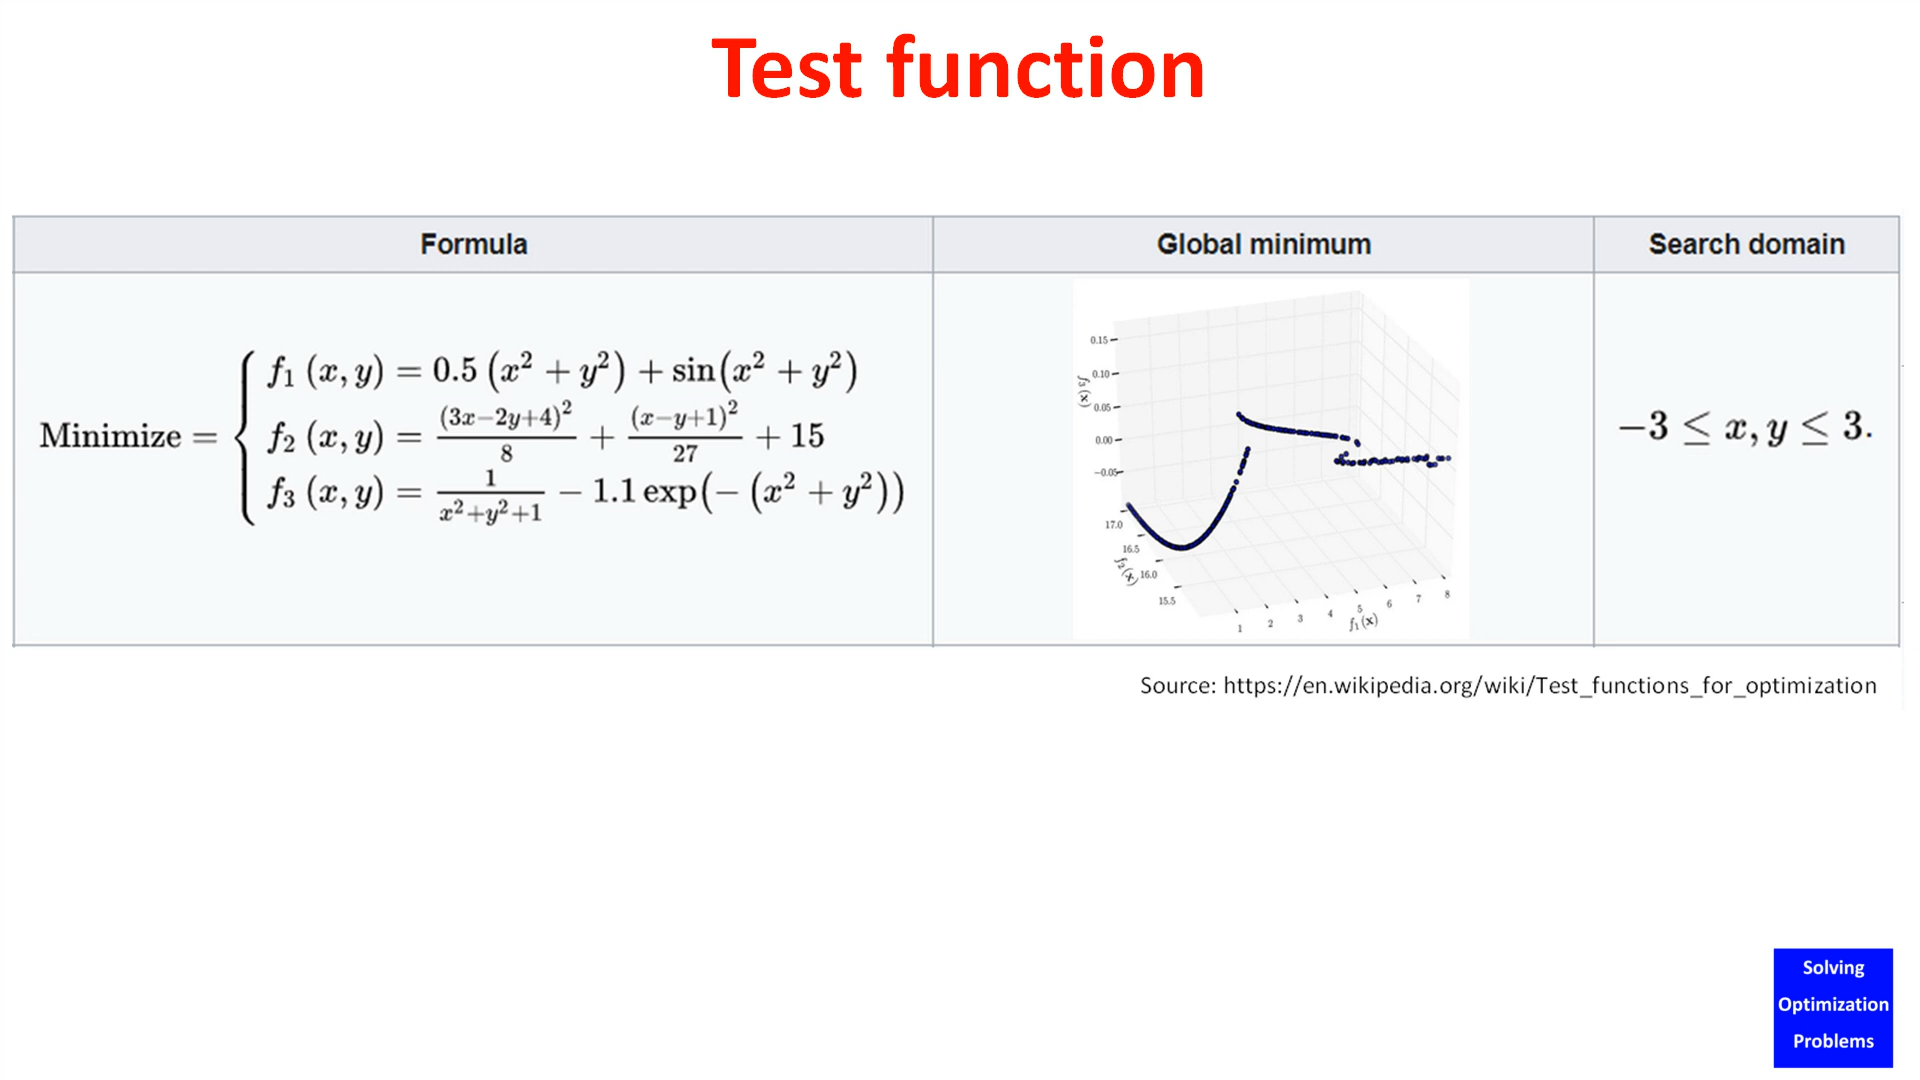 Test function
Formula
Global minimum
Search domain
Minimize = { f₁ (x, y) = 0.5 (x² + y²) + sin(x² + y²)
f₂ (x, y) = (3x−2y+4)²/8 + (x−y+1)²/27 + 15
f₃ (x, y) = 1/(x²+y²+1) − 1.1 exp(− (x² + y²))
0.15
0.10
0.05
0.00
−0.05
f₃(x)
17.0
16.5
16.0
15.5
f₂(x)
1 2 3 4 5 6 7 8
f₁(x)
−3 ≤ x, y ≤ 3.
Source: https://en.wikipedia.org/wiki/Test_functions_for_optimization
Solving
Optimization
Problems